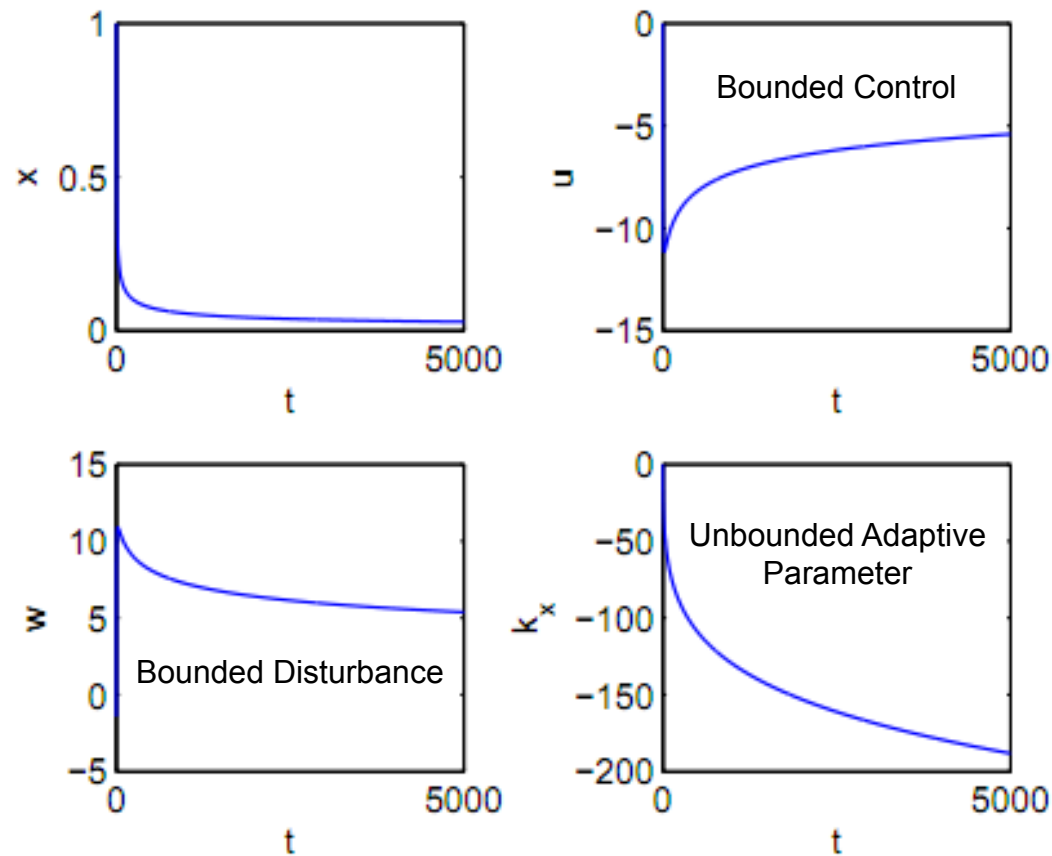 1
0.5
0
x
0
5000
t
0
−5
−10
−15
u
Bounded Control
0
5000
t
15
10
5
0
−5
w
Bounded Disturbance
0
5000
t
0
−50
−100
−150
−200
kx
Unbounded Adaptive
Parameter
0
5000
t